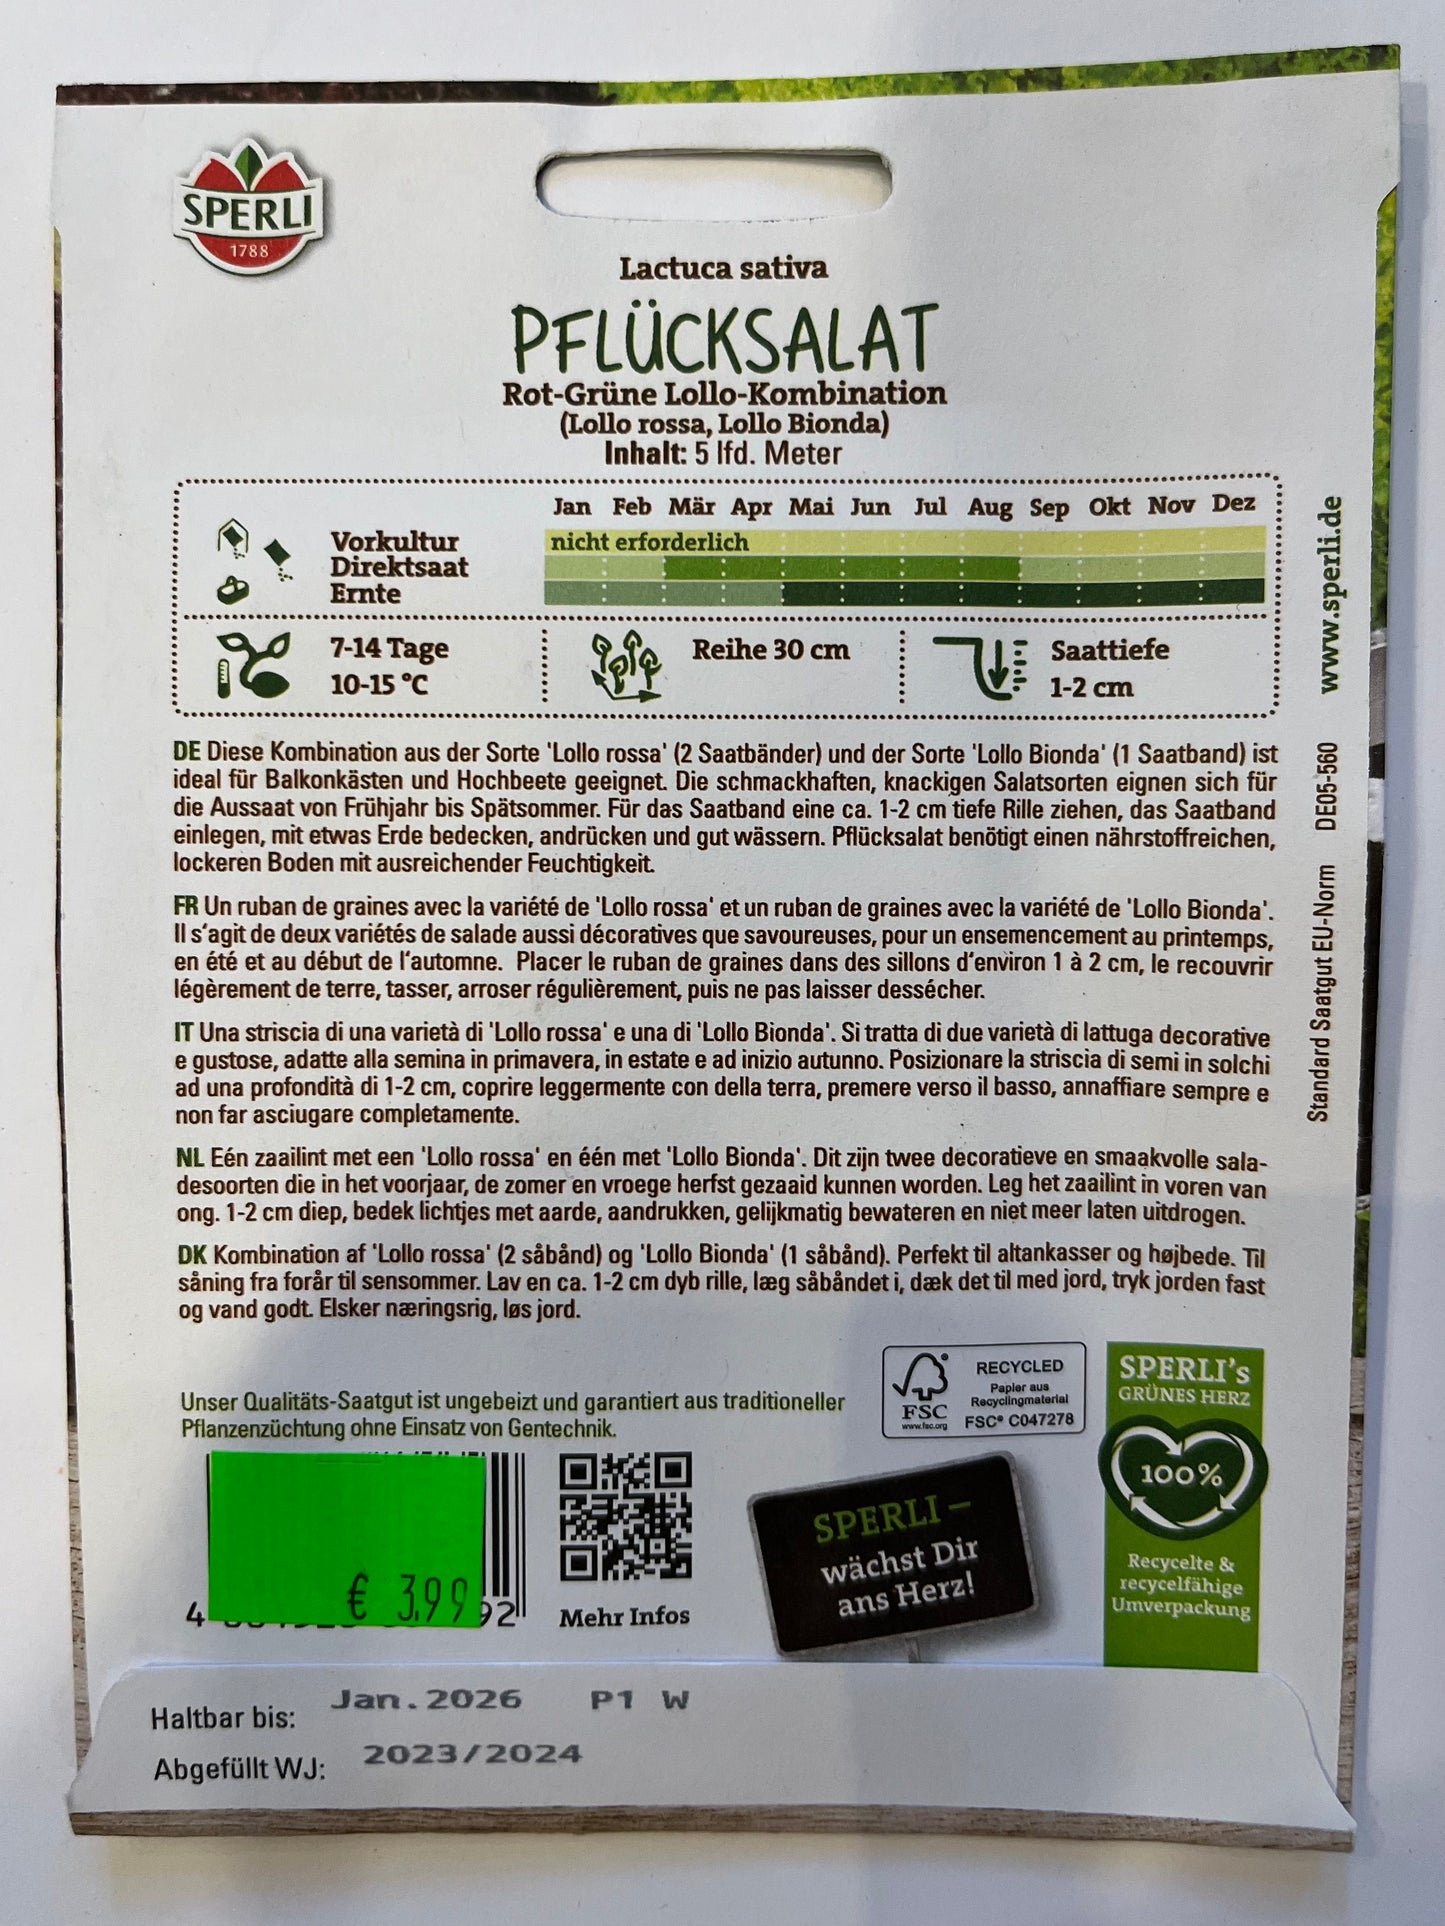 SPERLI
1788
Lactuca sativa
PFLÜCKSALAT
Rot-Grüne Lollo-Kombination
(Lollo rossa, Lollo Bionda)
Inhalt: 5 lfd. Meter
Jan Feb Mär Apr Mai Jun Jul Aug Sep Okt Nov Dez
Vorkultur nicht erforderlich
Direktsaat
Ernte
7-14 Tage
10-15 °C
Reihe 30 cm
Saattiefe
1-2 cm
DE Diese Kombination aus der Sorte 'Lollo rossa' (2 Saatbänder) und der Sorte 'Lollo Bionda' (1 Saatband) ist
ideal für Balkonkästen und Hochbeete geeignet. Die schmackhaften, knackigen Salatsorten eignen sich für
die Aussaat von Frühjahr bis Spätsommer. Für das Saatband eine ca. 1-2 cm tiefe Rille ziehen, das Saatband
einlegen, mit etwas Erde bedecken, andrücken und gut wässern. Pflücksalat benötigt einen nährstoffreichen,
lockeren Boden mit ausreichender Feuchtigkeit.
FR Un ruban de graines avec la variété de 'Lollo rossa' et un ruban de graines avec la variété de 'Lollo Bionda'.
Il s'agit de deux variétés de salade aussi décoratives que savoureuses, pour un ensemencement au printemps,
en été et au début de l'automne. Placer le ruban de graines dans des sillons d'environ 1 à 2 cm, le recouvrir
légèrement de terre, tasser, arroser régulièrement, puis ne pas laisser dessécher.
IT Una striscia di una varietà di 'Lollo rossa' e una di 'Lollo Bionda'. Si tratta di due varietà di lattuga decorative
e gustose, adatte alla semina in primavera, in estate e ad inizio autunno. Posizionare la striscia di semi in solchi
ad una profondità di 1-2 cm, coprire leggermente con della terra, premere verso il basso, annaffiare sempre e
non far asciugare completamente.
NL Eén zaailint met een 'Lollo rossa' en één met 'Lollo Bionda'. Dit zijn twee decoratieve en smaakvolle sala-
desoorten die in het voorjaar, de zomer en vroege herfst gezaaid kunnen worden. Leg het zaailint in voren van
ong. 1-2 cm diep, bedek lichtjes met aarde, aandrukken, gelijkmatig bewateren en niet meer laten uitdrogen.
DK Kombination af 'Lollo rossa' (2 såbånd) og 'Lollo Bionda' (1 såbånd). Perfekt til altankasser og højbede. Til
såning fra forår til sensommer. Lav en ca. 1-2 cm dyb rille, læg såbåndet i, dæk det til med jord, tryk jorden fast
og vand godt. Elsker næringsrig, løs jord.
www.sperli.de
DE05-560
Standard Saatgut EU-Norm
Unser Qualitäts-Saatgut ist ungebeizt und garantiert aus traditioneller
Pflanzenzüchtung ohne Einsatz von Gentechnik.
FSC
www.fsc.org
RECYCLED
Papier aus
Recyclingmaterial
FSC® C047278
SPERLI's
GRÜNES HERZ
100%
Recycelte &
recycelfähige
Umverpackung
€ 3,99
4
92
Mehr Infos
SPERLI –
wächst Dir
ans Herz!
Haltbar bis: Jan.2026 P1 W
Abgefüllt WJ: 2023/2024